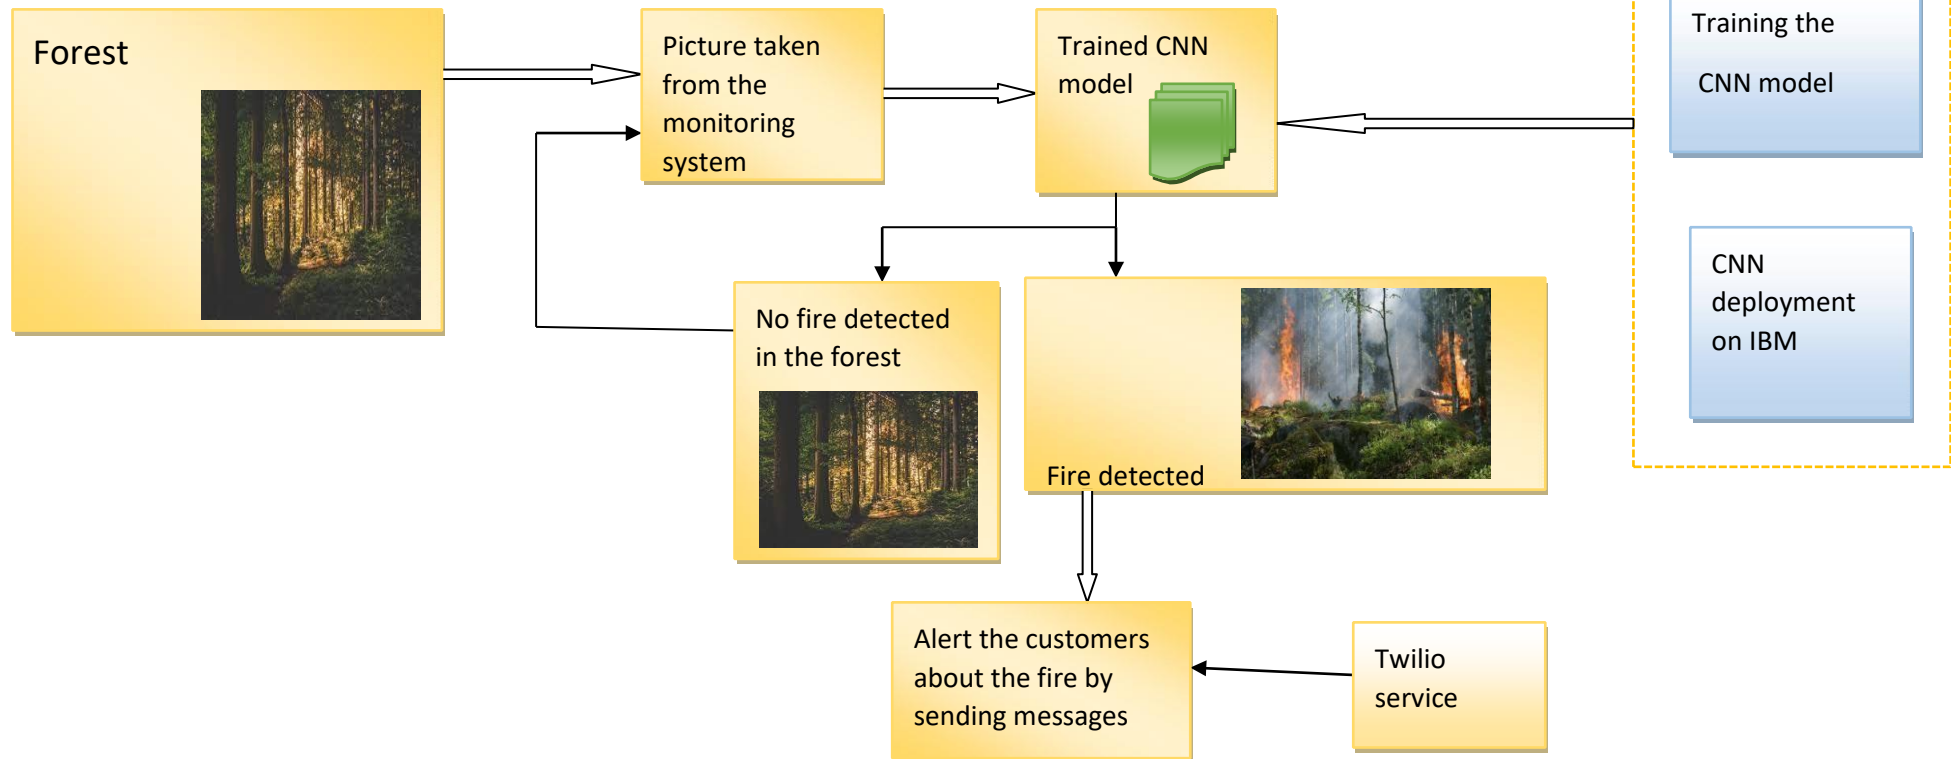 Forest
Picture taken
from the
monitoring
system
Trained CNN
model
Training the
CNN model
CNN
deployment
on IBM
No fire detected
in the forest
Fire detected
Alert the customers
about the fire by
sending messages
Twilio
service